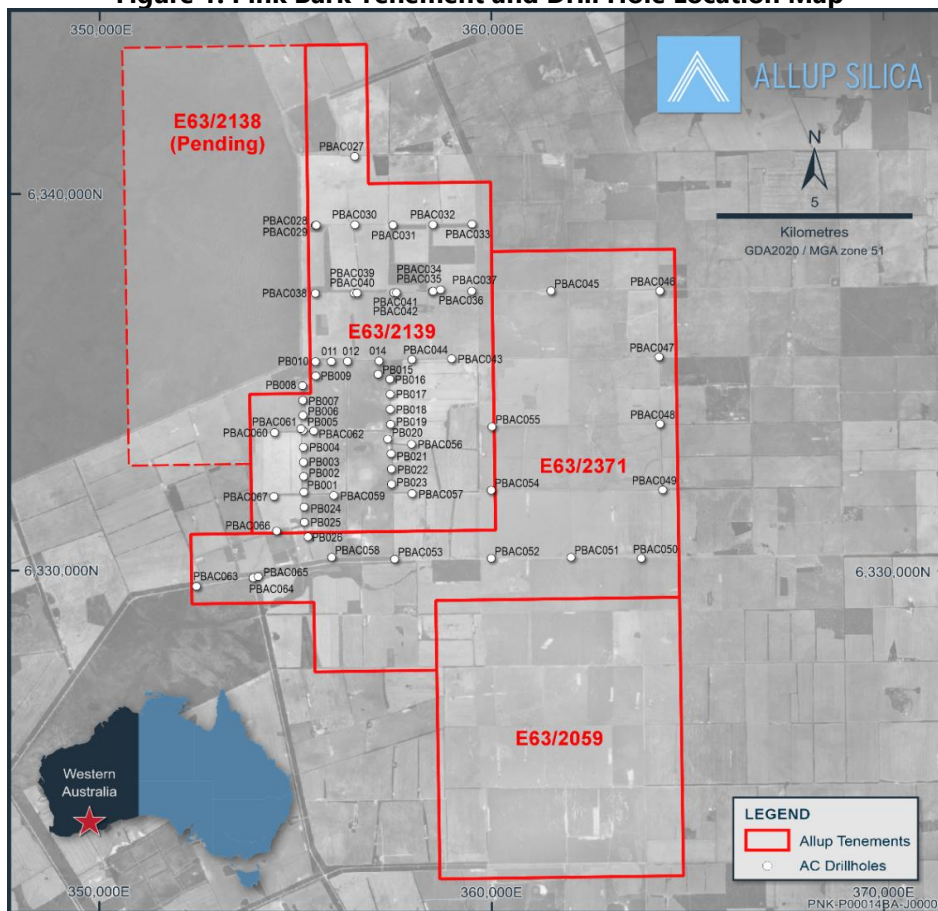 Figure 1: Pink Bark Tenement and Drill Hole Location Map
350,000E
360,000E
ALLUP SILICA
E63/2138
(Pending)
PBAC027
N
6,340,000N
5
Kilometres
GDA2020 / MGA zone 51
PBAC028
PBAC029
PBAC030
PBAC031
PBAC032
PBAC033
PBAC039
PBAC040
PBAC034
PBAC035
PBAC037
PBAC045
PBAC046
PBAC038
PBAC041
PBAC042
PBAC036
E63/2139
PB010
011
012
014
PBAC044
PBAC043
PBAC047
PB009
PB015
PB016
PB008
PB017
PB007
PB006
PB018
PBAC061
PB005
PB019
PBAC055
PBAC048
PBAC060
PBAC062
PB020
PBAC056
PB004
PB021
PB003
PB022
E63/2371
PB002
PB023
PB001
PBAC067
PBAC059
PBAC057
PBAC054
PBAC049
PB024
PB025
PBAC066
PB026
PBAC058
PBAC053
PBAC052
PBAC051
PBAC050
6,330,000N
6,330,000N
PBAC063
PBAC065
PBAC064
E63/2059
Western
Australia
LEGEND
Allup Tenements
AC Drillholes
350,000E
360,000E
370,000E
PNK-P00014BA-J0000